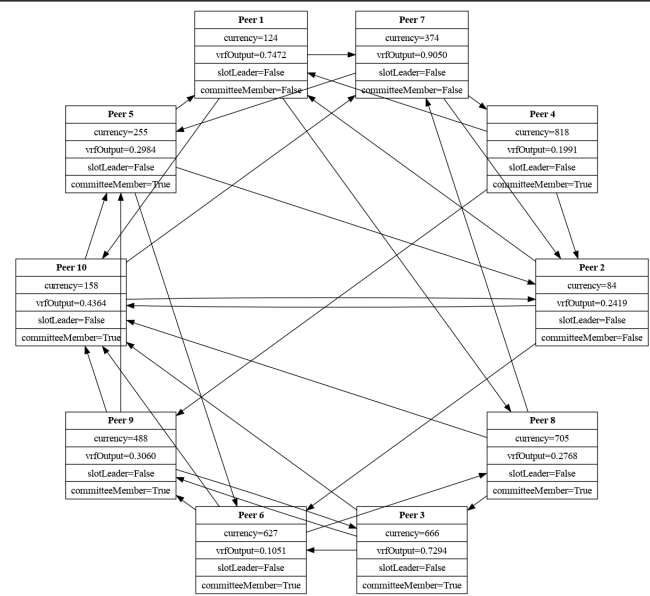 Peer 1
currency=124
vrfOutput=0.7472
slotLeader=False
committeeMember=False
Peer 7
currency=374
vrfOutput=0.9050
slotLeader=False
committeeMember=False
Peer 5
currency=255
vrfOutput=0.2984
slotLeader=False
committeeMember=True
Peer 4
currency=818
vrfOutput=0.1991
slotLeader=False
committeeMember=True
Peer 10
currency=158
vrfOutput=0.4364
slotLeader=False
committeeMember=True
Peer 2
currency=84
vrfOutput=0.2419
slotLeader=False
committeeMember=False
Peer 9
currency=488
vrfOutput=0.3060
slotLeader=False
committeeMember=True
Peer 8
currency=705
vrfOutput=0.2768
slotLeader=False
committeeMember=True
Peer 6
currency=627
vrfOutput=0.1051
slotLeader=False
committeeMember=True
Peer 3
currency=666
vrfOutput=0.7294
slotLeader=False
committeeMember=True